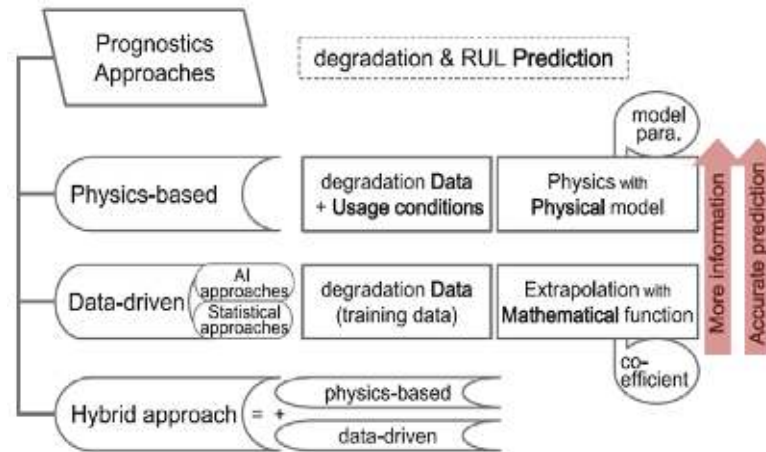 Prognostics
Approaches
degradation & RUL Prediction
model
para.
Physics-based
degradation Data
+ Usage conditions
Physics with
Physical model
Data-driven
AI
approaches
Statistical
approaches
degradation Data
(training data)
Extrapolation with
Mathematical function
co-
efficient
More information
Accurate prediction
Hybrid approach
= +
physics-based
data-driven